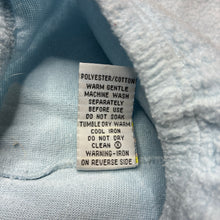 POLYESTER/COTTON
WARM GENTLE
MACHINE WASH
SEPARATELY
BEFORE USE
DO NOT SOAK
TUMBLE DRY WARM
COOL IRON
DO NOT DRY
CLEAN Ⓧ
WARNING-IRON
ON REVERSE SIDE